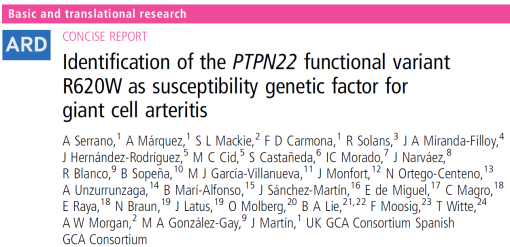 Basic and translational research
ARD
CONCISE REPORT
Identification of the PTPN22 functional variant
R620W as susceptibility genetic factor for
giant cell arteritis
A Serrano,1 A Márquez,1 S L Mackie,2 F D Carmona,1 R Solans,3 J A Miranda-Filloy,4
J Hernández-Rodríguez,5 M C Cid,5 S Castañeda,6 IC Morado,7 J Narváez,8
R Blanco,9 B Sopeña,10 M J García-Villanueva,11 J Monfort,12 N Ortego-Centeno,13
A Unzurrunzaga,14 B Marí-Alfonso,15 J Sánchez-Martín,16 E de Miguel,17 C Magro,18
E Raya,18 N Braun,19 J Latus,19 O Molberg,20 B A Lie,21,22 F Moosig,23 T Witte,24
A W Morgan,2 M A González-Gay,9 J Martín,1 UK GCA Consortium Spanish
GCA Consortium